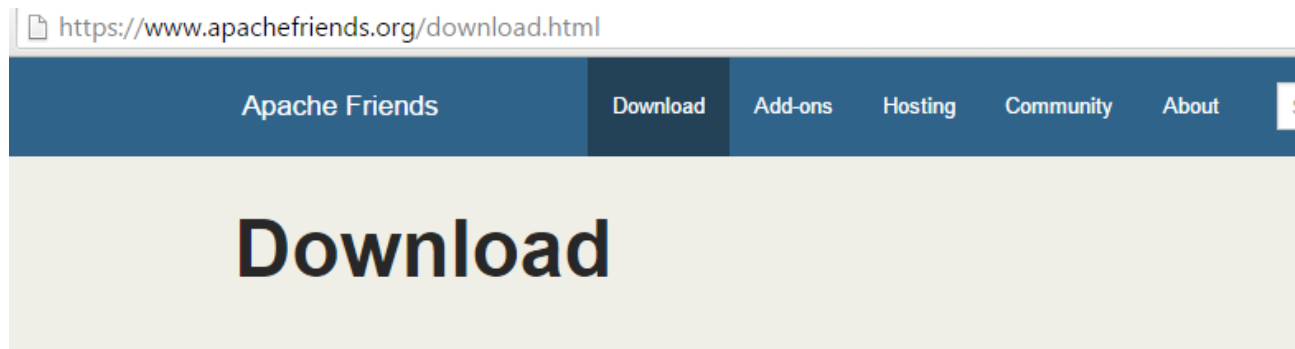 https://www.apachefriends.org/download.html
Apache Friends Download Add-ons Hosting Community About
Download